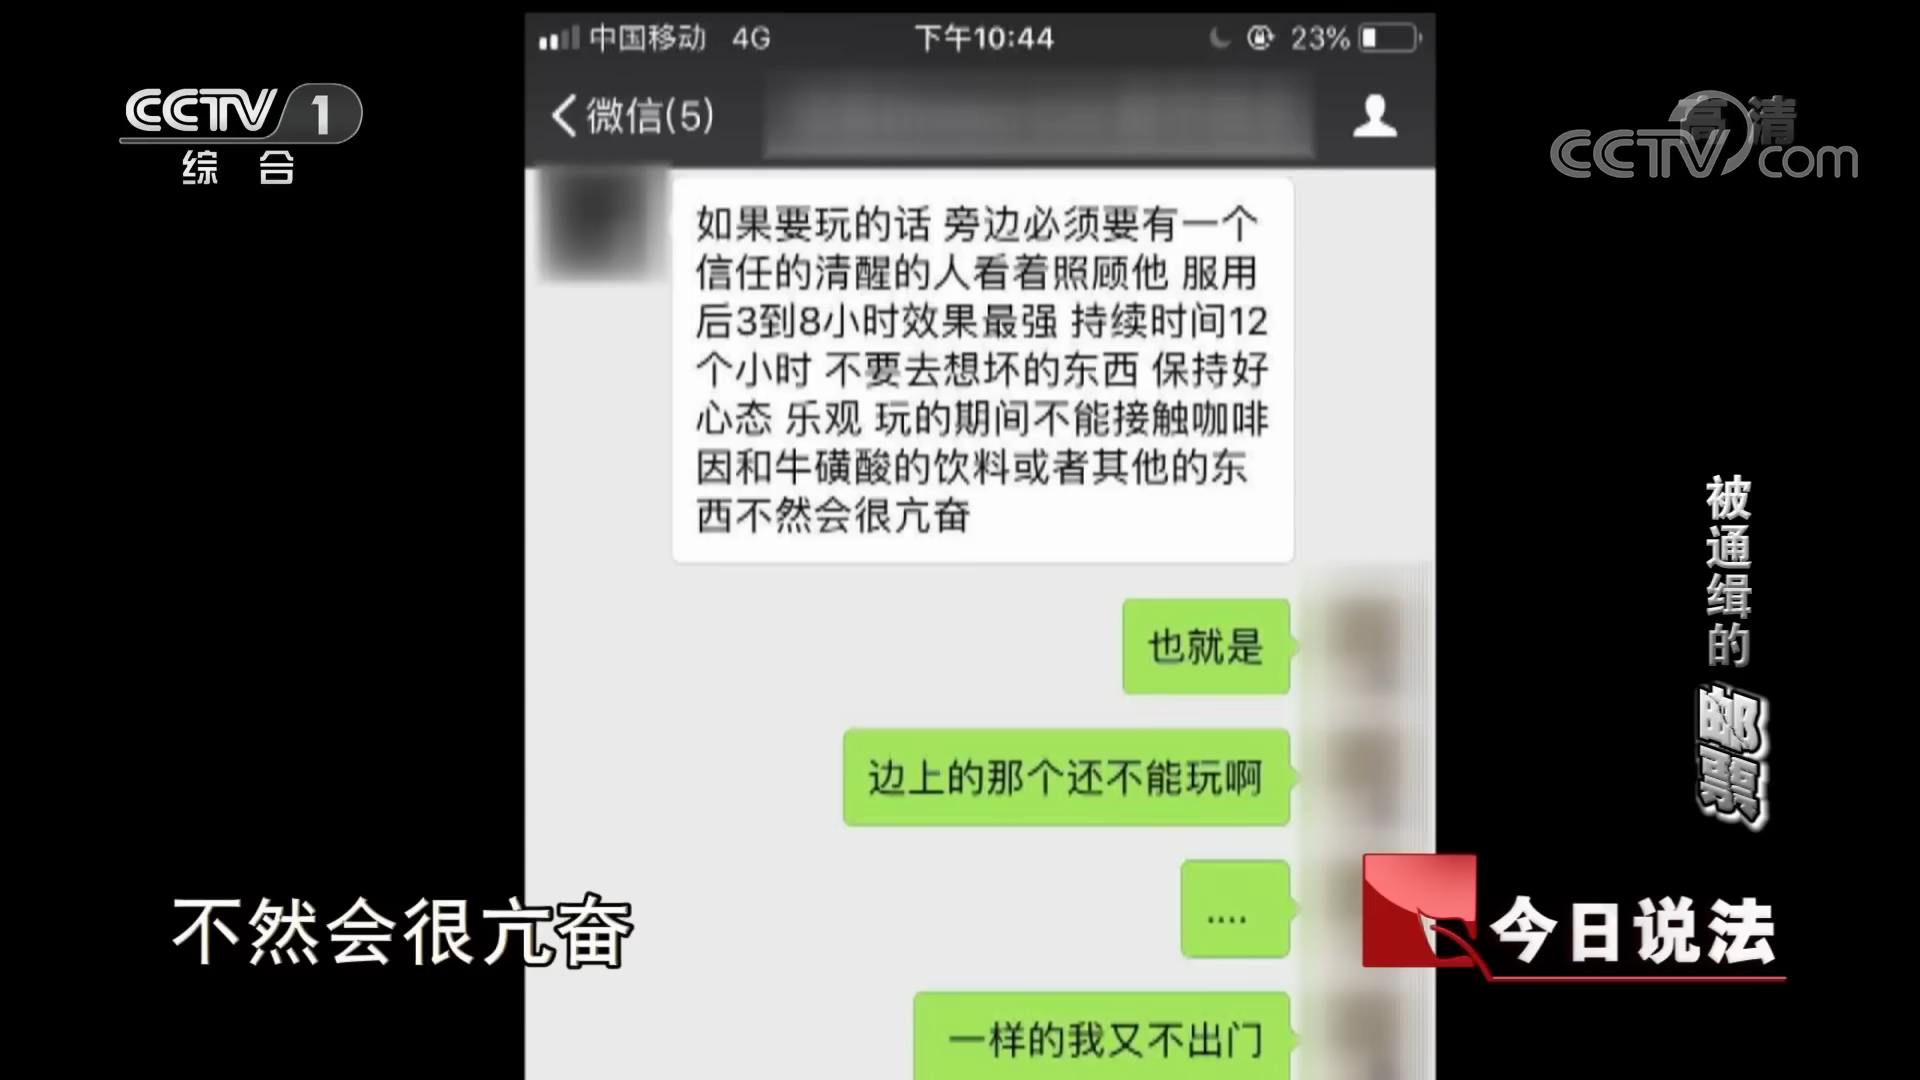 中国移动 4G 下午10:44 23%
微信(5)
CCTV 1
综合
高清
CCTV.com
如果要玩的话 旁边必须要有一个
信任的清醒的人看着照顾他 服用
后3到8小时效果最强 持续时间12
个小时 不要去想坏的东西 保持好
心态 乐观 玩的期间不能接触咖啡
因和牛磺酸的饮料或者其他的东
西不然会很亢奋
也就是
边上的那个还不能玩啊
....
一样的我又不出门
被通缉的
邮票
不然会很亢奋
今日说法